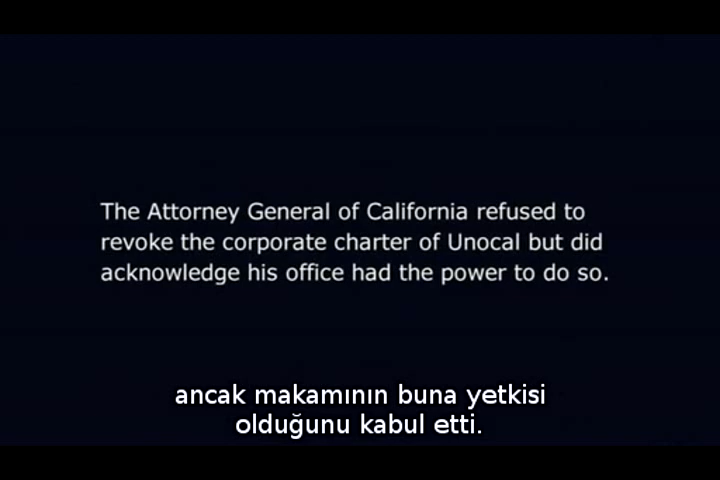 The Attorney General of California refused to
revoke the corporate charter of Unocal but did
acknowledge his office had the power to do so.
ancak makamının buna yetkisi
olduğunu kabul etti.